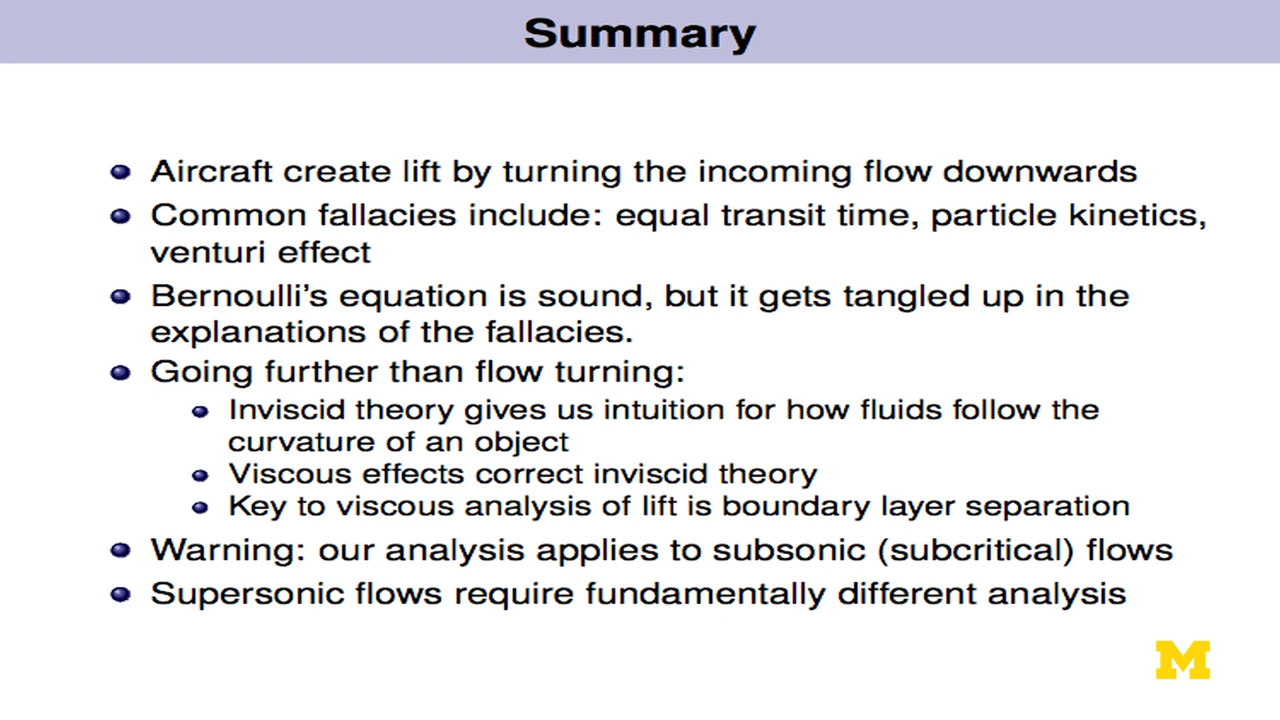 Summary
Aircraft create lift by turning the incoming flow downwards
Common fallacies include: equal transit time, particle kinetics,
venturi effect
Bernoulli's equation is sound, but it gets tangled up in the
explanations of the fallacies.
Going further than flow turning:
Inviscid theory gives us intuition for how fluids follow the
curvature of an object
Viscous effects correct inviscid theory
Key to viscous analysis of lift is boundary layer separation
Warning: our analysis applies to subsonic (subcritical) flows
Supersonic flows require fundamentally different analysis
M